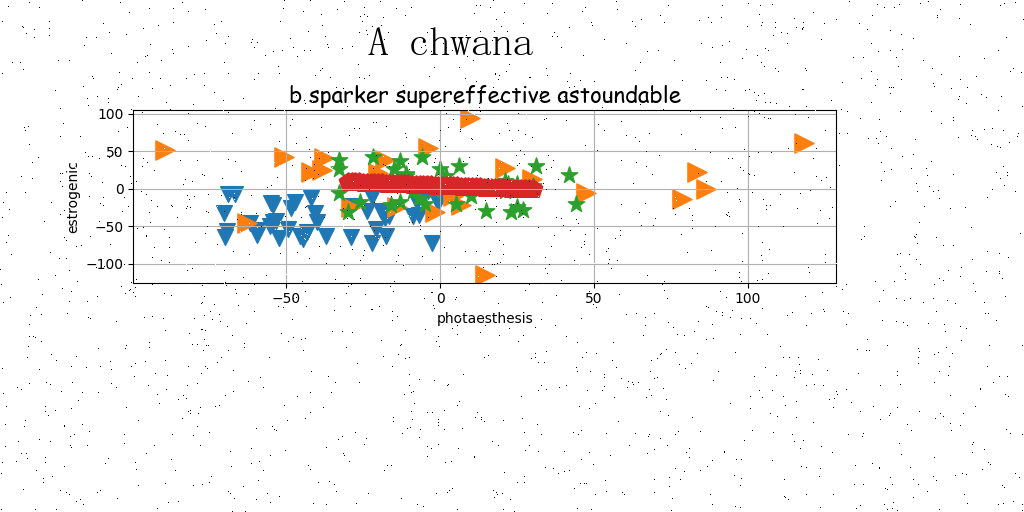 A chwana
b sparker supereffective astoundable
100
50
0
−50
−100
estrogenic
−50 0 50 100
photaesthesis